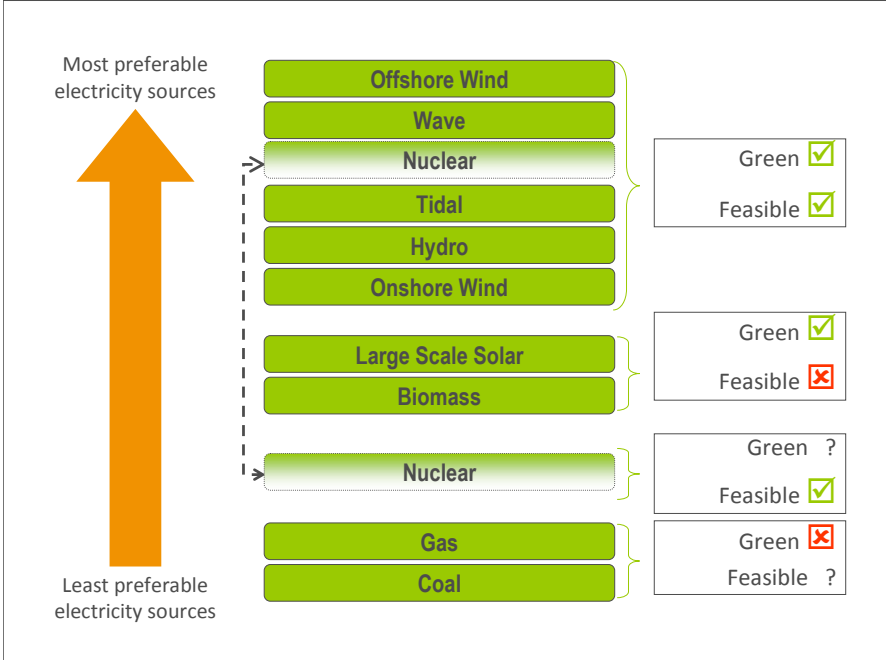 Most preferable
electricity sources
Offshore Wind
Wave
Nuclear
Tidal
Hydro
Onshore Wind
Green
Feasible
Large Scale Solar
Biomass
Green
Feasible
Nuclear
Green ?
Feasible
Gas
Coal
Green
Feasible ?
Least preferable
electricity sources